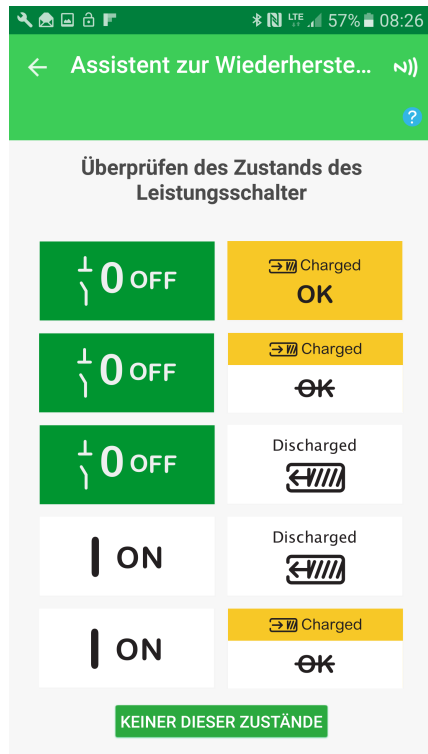 LTE 57% 08:26
Assistent zur Wiederherste...
?
Überprüfen des Zustands des
Leistungsschalter
0 OFF
Charged
OK
0 OFF
Charged
OK
0 OFF
Discharged
I ON
Discharged
I ON
Charged
OK
KEINER DIESER ZUSTÄNDE